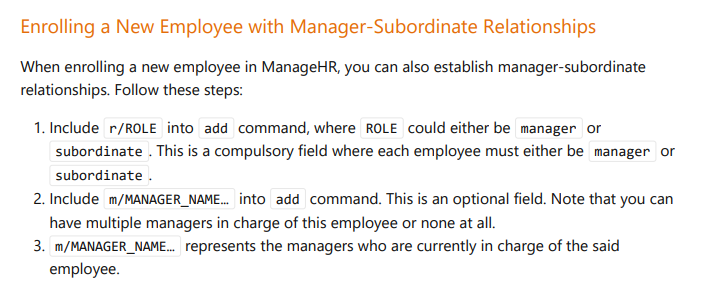 Enrolling a New Employee with Manager-Subordinate Relationships
When enrolling a new employee in ManageHR, you can also establish manager-subordinate
relationships. Follow these steps:
1. Include r/ROLE into add command, where ROLE could either be manager or
subordinate . This is a compulsory field where each employee must either be manager or
subordinate .
2. Include m/MANAGER_NAME… into add command. This is an optional field. Note that you can
have multiple managers in charge of this employee or none at all.
3. m/MANAGER_NAME… represents the managers who are currently in charge of the said
employee.